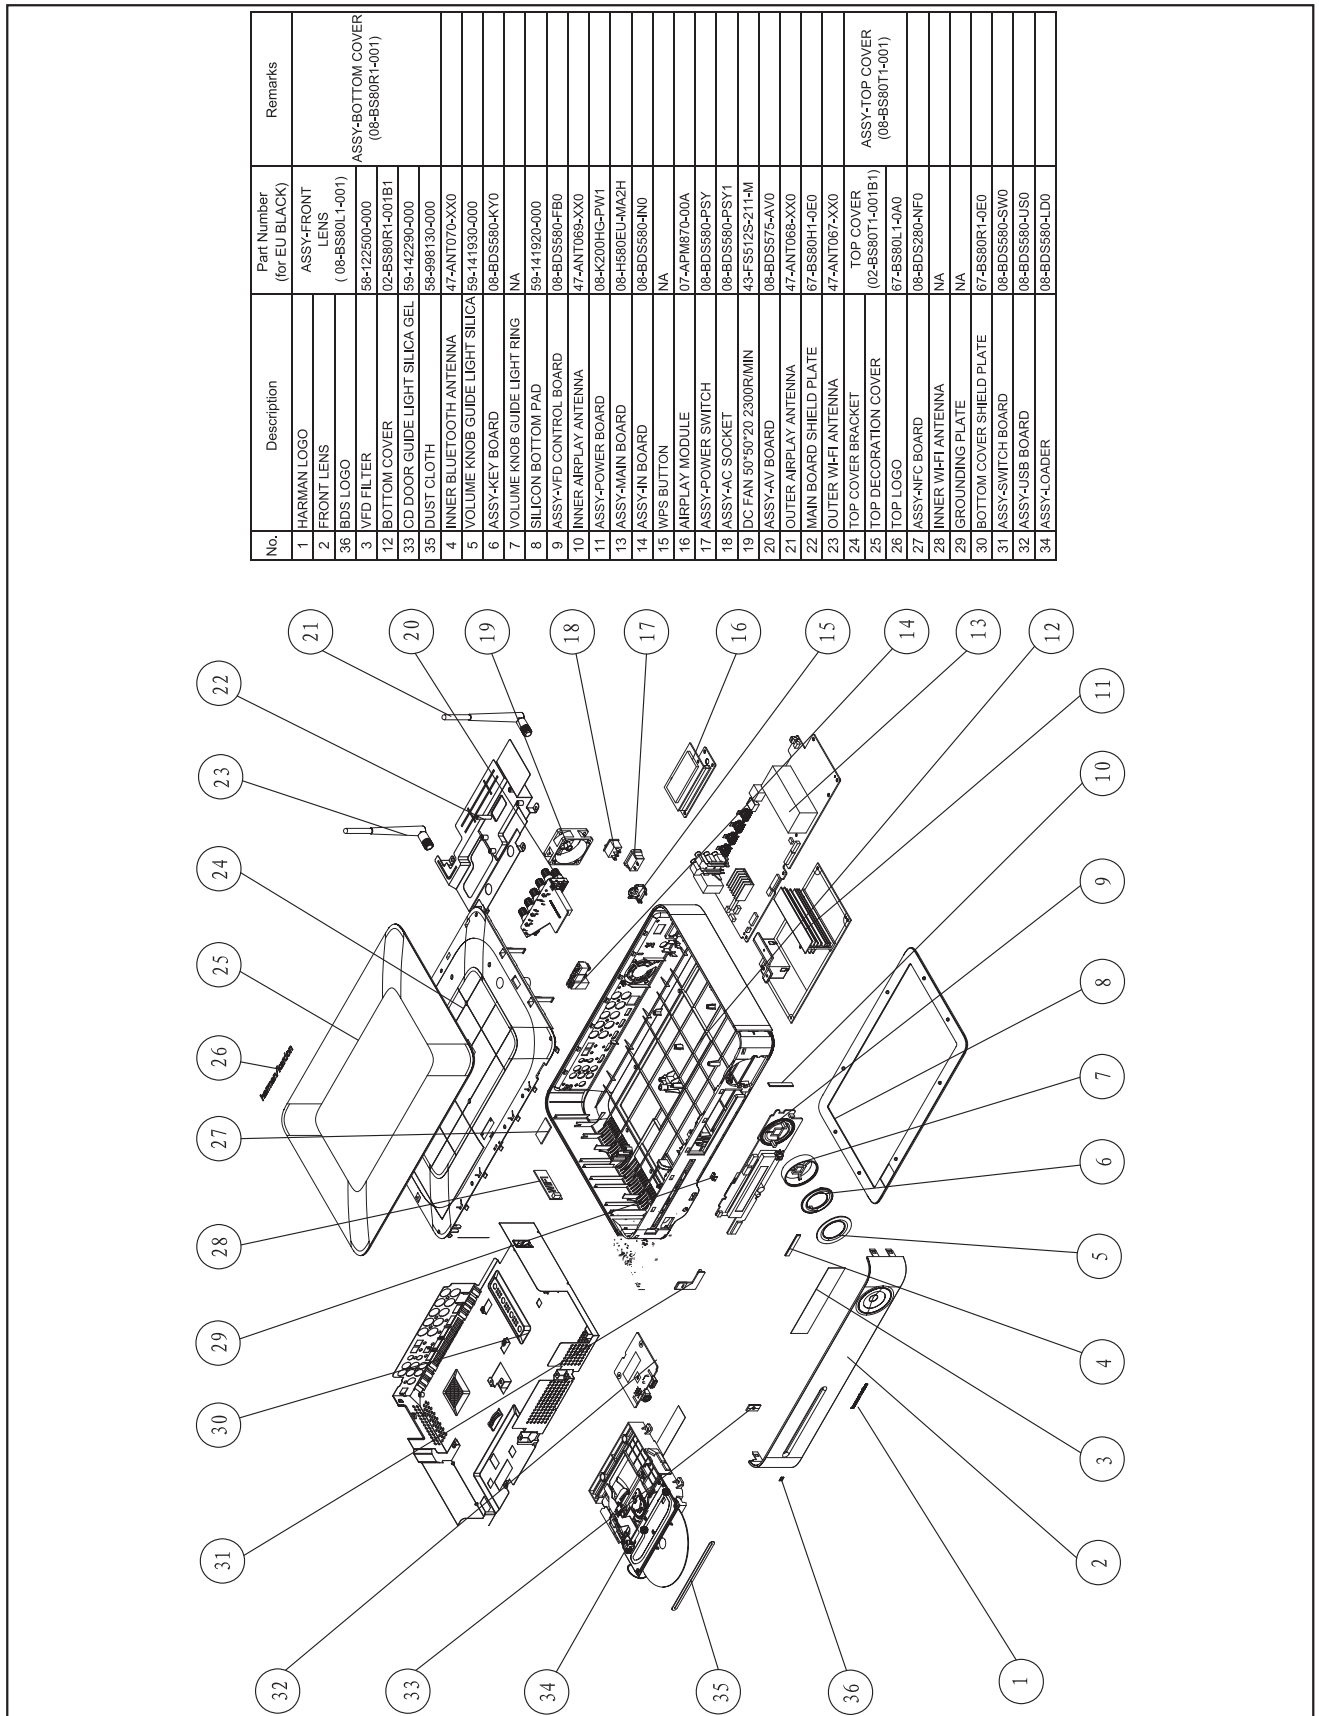 No. Description Part Number (for EU BLACK) Remarks
1 HARMAN LOGO ASSY-FRONT LENS ( 08-BS80L1-001) ASSY-BOTTOM COVER (08-BS80R1-001)
2 FRONT LENS
36 BDS LOGO
3 VFD FILTER 58-122500-000
12 BOTTOM COVER 02-BS80R1-001B1
33 CD DOOR GUIDE LIGHT SILICA GEL 59-142290-000
35 DUST CLOTH 58-998130-000
4 INNER BLUETOOTH ANTENNA 47-ANT070-XX0
5 VOLUME KNOB GUIDE LIGHT SILICA 59-141930-000
6 ASSY-KEY BOARD 08-BDS580-KY0
7 VOLUME KNOB GUIDE LIGHT RING NA
8 SILICON BOTTOM PAD 59-141920-000
9 ASSY-VFD CONTROL BOARD 08-BDS580-FB0
10 INNER AIRPLAY ANTENNA 47-ANT069-XX0
11 ASSY-POWER BOARD 08-K200HG-PW1
13 ASSY-MAIN BOARD 08-H580EU-MA2H
14 ASSY-IN BOARD 08-BDS580-IN0
15 WPS BUTTON NA
16 AIRPLAY MODULE 07-APM870-00A
17 ASSY-POWER SWITCH 08-BDS580-PSY
18 ASSY-AC SOCKET 08-BDS580-PSY1
19 DC FAN 50*50*20 2300R/MIN 43-FS512S-211-M
20 ASSY-AV BOARD 08-BDS575-AV0
21 OUTER AIRPLAY ANTENNA 47-ANT068-XX0
22 MAIN BOARD SHIELD PLATE 67-BS80H1-0E0
23 OUTER WI-FI ANTENNA 47-ANT067-XX0
24 TOP COVER BRACKET TOP COVER (02-BS80T1-001B1) ASSY-TOP COVER (08-BS80T1-001)
25 TOP DECORATION COVER
26 TOP LOGO 67-BS80L1-0A0
27 ASSY-NFC BOARD 08-BDS280-NF0
28 INNER WI-FI ANTENNA NA
29 GROUNDING PLATE NA
30 BOTTOM COVER SHIELD PLATE 67-BS80R1-0E0
31 ASSY-SWITCH BOARD 08-BDS580-SW0
32 ASSY-USB BOARD 08-BDS580-US0
34 ASSY-LOADER 08-BDS580-LD0
21
22
20
19
23
18
17
24
16
25
15
14
26
harman/kardon
13
27
12
11
28
10
9
29
8
30
7
6
31
5
4
32
3
33
2
34
35
36
1